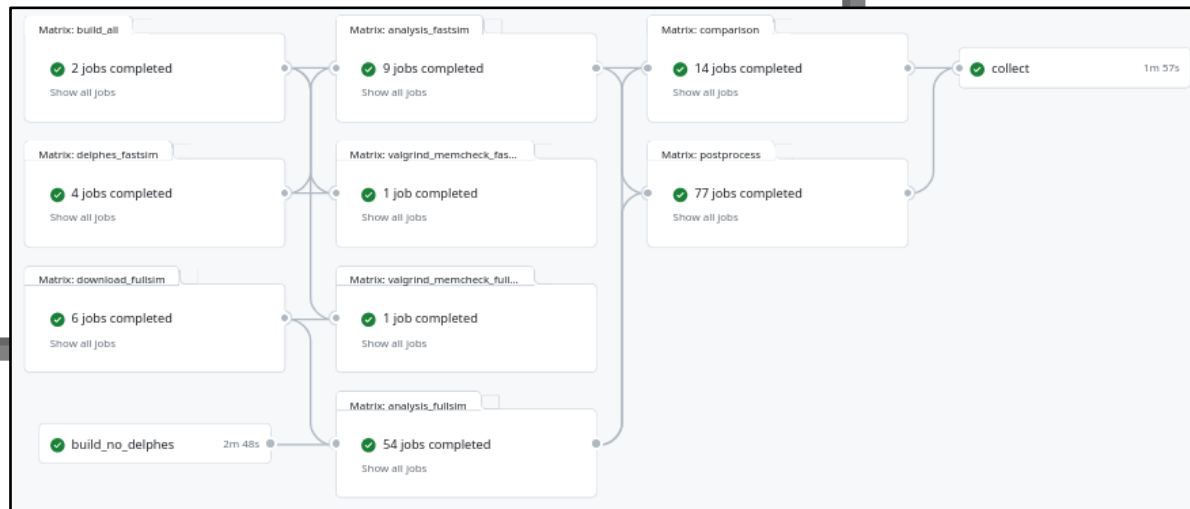 Matrix: build_all
2 jobs completed
Show all jobs
Matrix: delphes_fastsim
4 jobs completed
Show all jobs
Matrix: download_fullsim
6 jobs completed
Show all jobs
build_no_delphes 2m 48s
Matrix: analysis_fastsim
9 jobs completed
Show all jobs
Matrix: valgrind_memcheck_fas...
1 job completed
Show all jobs
Matrix: valgrind_memcheck_full...
1 job completed
Show all jobs
Matrix: analysis_fullsim
54 jobs completed
Show all jobs
Matrix: comparison
14 jobs completed
Show all jobs
Matrix: postprocess
77 jobs completed
Show all jobs
collect 1m 57s